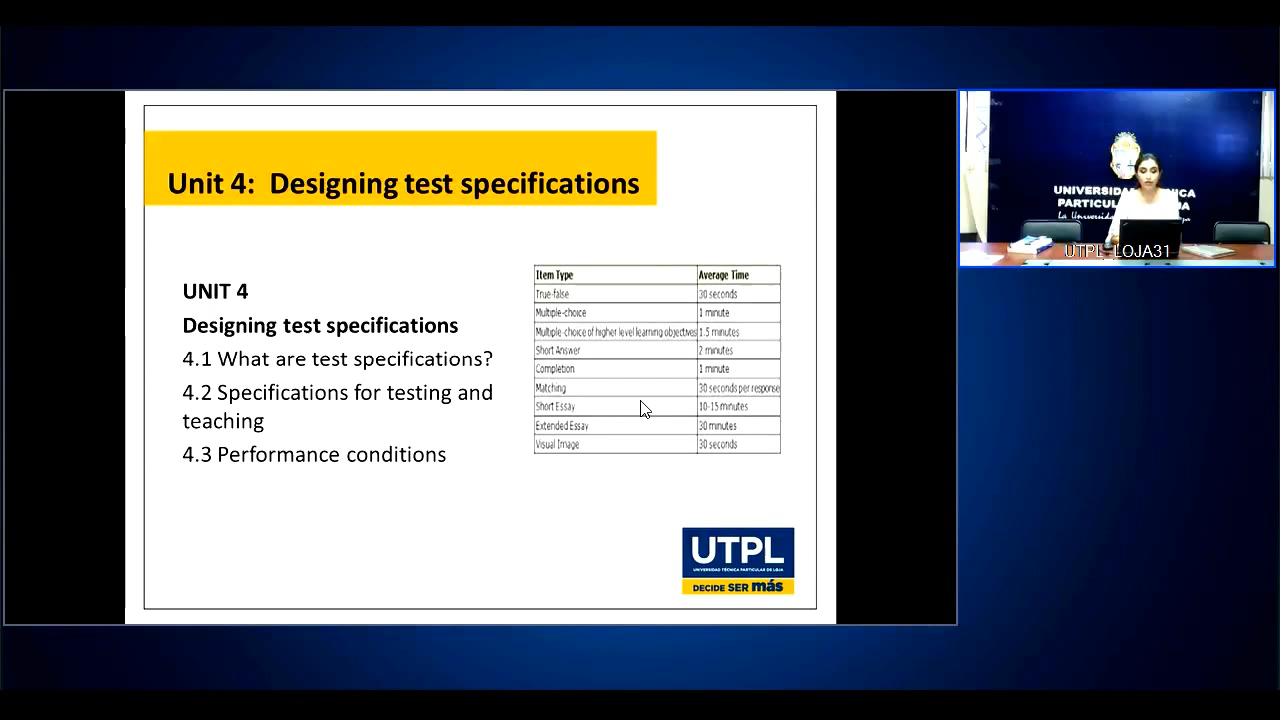 Unit 4: Designing test specifications
UNIT 4
Designing test specifications
4.1 What are test specifications?
4.2 Specifications for testing and
teaching
4.3 Performance conditions
Item Type Average Time
True-false 30 seconds
Multiple-choice 1 minute
Multiple-choice of higher level learning objectives 1.5 minutes
Short Answer 2 minutes
Completion 1 minute
Matching 30 seconds per response
Short Essay 10-15 minutes
Extended Essay 30 minutes
Visual Image 30 seconds
UTPL
UNIVERSIDAD TÉCNICA PARTICULAR DE LOJA
DECIDE SER más
UTPL_LOJA31